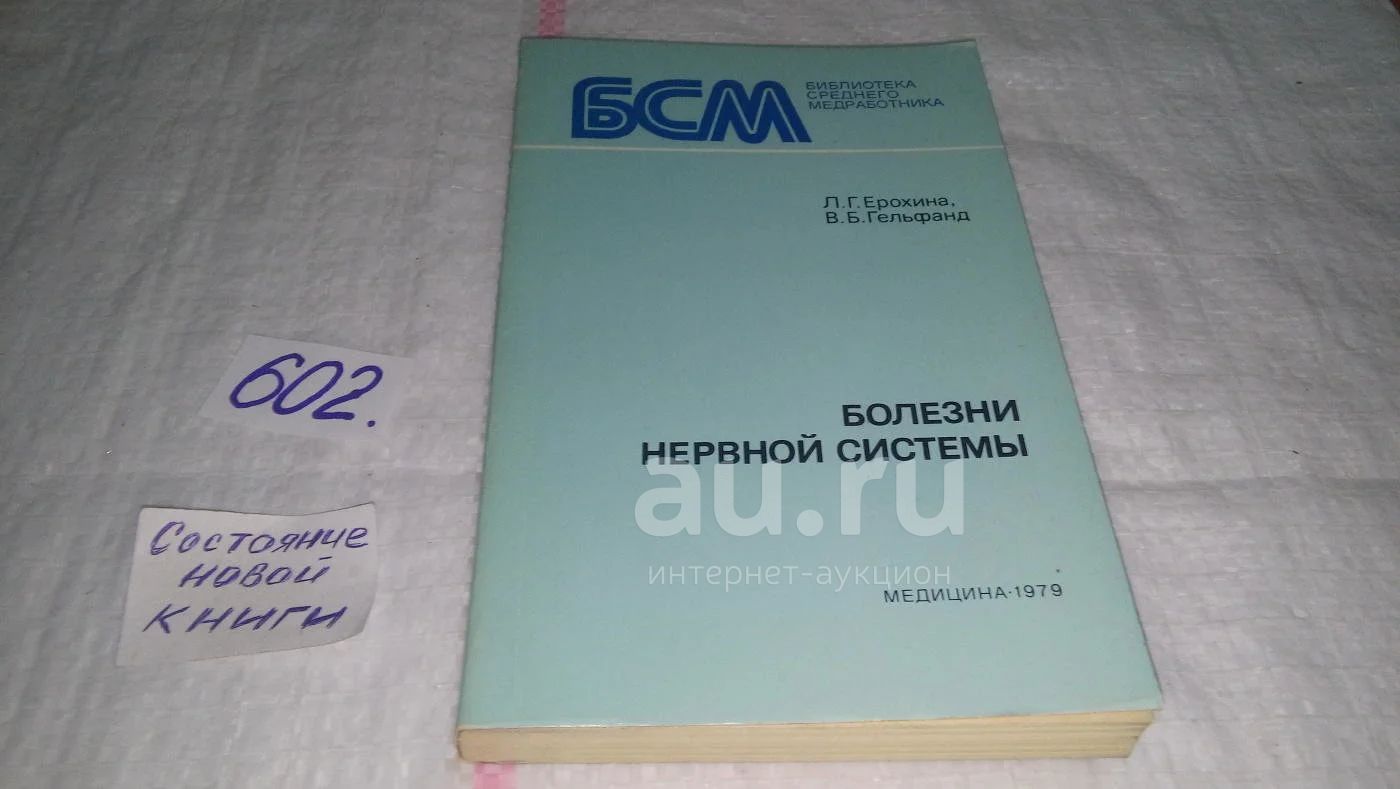 БСМ
БИБЛИОТЕКА
СРЕДНЕГО
МЕДРАБОТНИКА
Л.Г.Ерохина,
В.Б.Гельфанд
602.
БОЛЕЗНИ
НЕРВНОЙ СИСТЕМЫ
au.ru
интернет-аукцион
Состояние
новой
книги
МЕДИЦИНА·1979